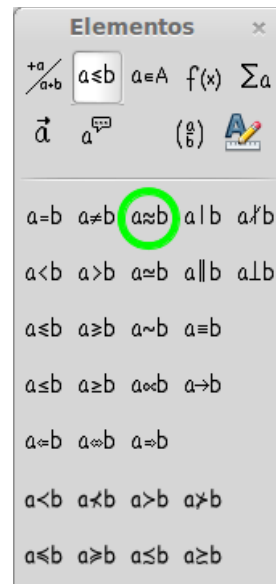 Elementos ×
+a/a+b a≤b a∈A f(x) Σa
a⃗ a (a b)
a=b a≠b a≈b a∣b a∤b
a<b a>b a≃b a∥b a⊥b
a⩽b a⩾b a~b a≡b
a≤b a≥b a∝b a→b
a⇐b a⇔b a⇒b
a≺b a⊀b a≻b a⊁b
a≼b a≽b a≾b a≿b